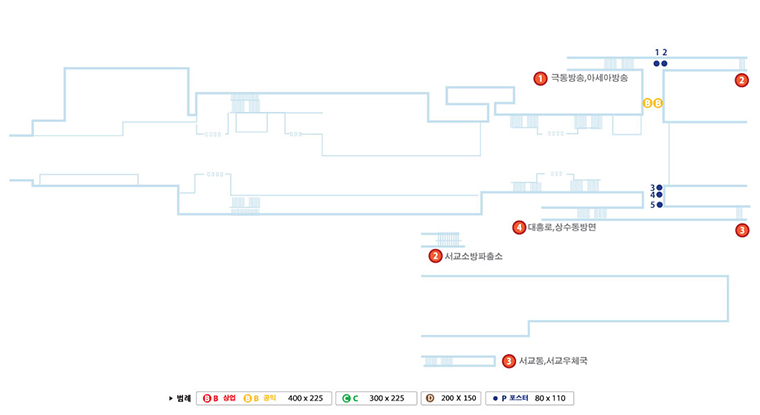 1 2
1 극동방송,아세아방송
2
B B
3
4
5
4 대흥로,상수동방면
3
2 서교소방파출소
3 서교동,서교우체국
▶ 범례 B B 상업 B B 공익 400 x 225 C C 300 x 225 D 200 X 150 P 포스터 80 x 110